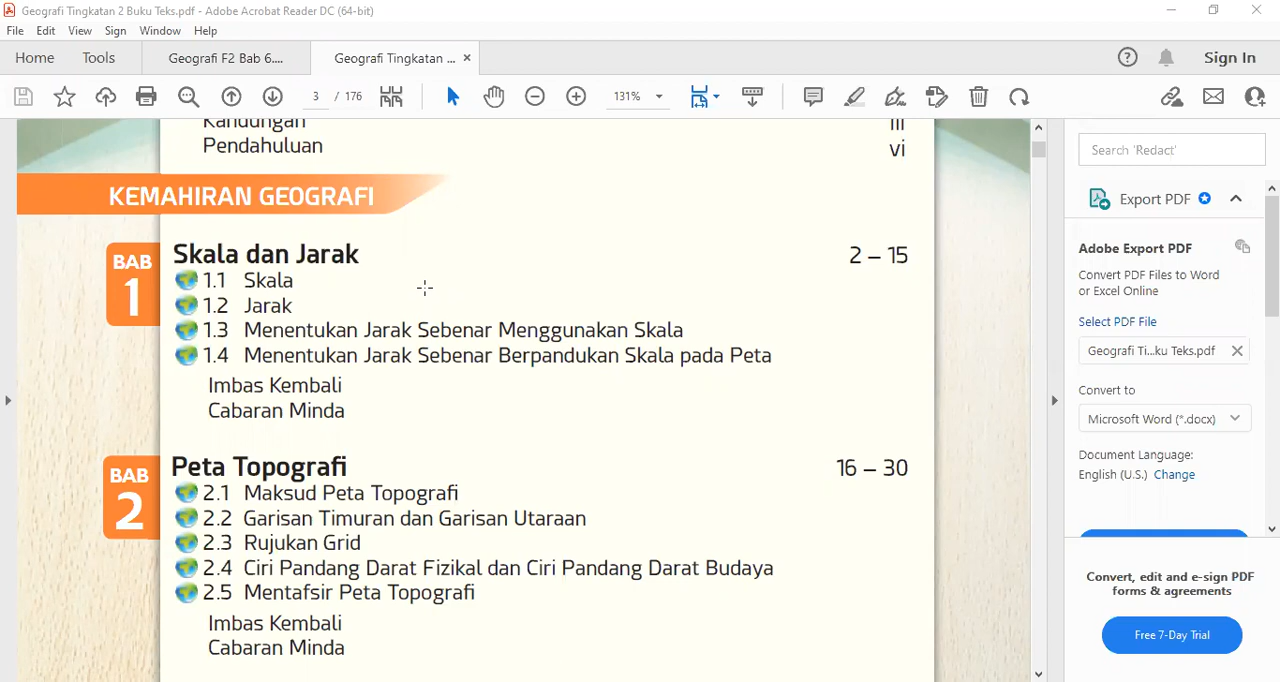 Geografi Tingkatan 2 Buku Teks.pdf - Adobe Acrobat Reader DC (64-bit)
File Edit View Sign Window Help
Home Tools Geografi F2 Bab 6.... Geografi Tingkatan ... ×
Sign In
3 / 176 131%
Kandungan iii
Pendahuluan vi
KEMAHIRAN GEOGRAFI
BAB 1
Skala dan Jarak 2 – 15
1.1 Skala
1.2 Jarak
1.3 Menentukan Jarak Sebenar Menggunakan Skala
1.4 Menentukan Jarak Sebenar Berpandukan Skala pada Peta
Imbas Kembali
Cabaran Minda
BAB 2
Peta Topografi 16 – 30
2.1 Maksud Peta Topografi
2.2 Garisan Timuran dan Garisan Utaraan
2.3 Rujukan Grid
2.4 Ciri Pandang Darat Fizikal dan Ciri Pandang Darat Budaya
2.5 Mentafsir Peta Topografi
Imbas Kembali
Cabaran Minda
Search 'Redact'
Export PDF
Adobe Export PDF
Convert PDF Files to Word
or Excel Online
Select PDF File
Geografi Ti...ku Teks.pdf
Convert to
Microsoft Word (*.docx)
Document Language:
English (U.S.) Change
Convert, edit and e-sign PDF
forms & agreements
Free 7-Day Trial